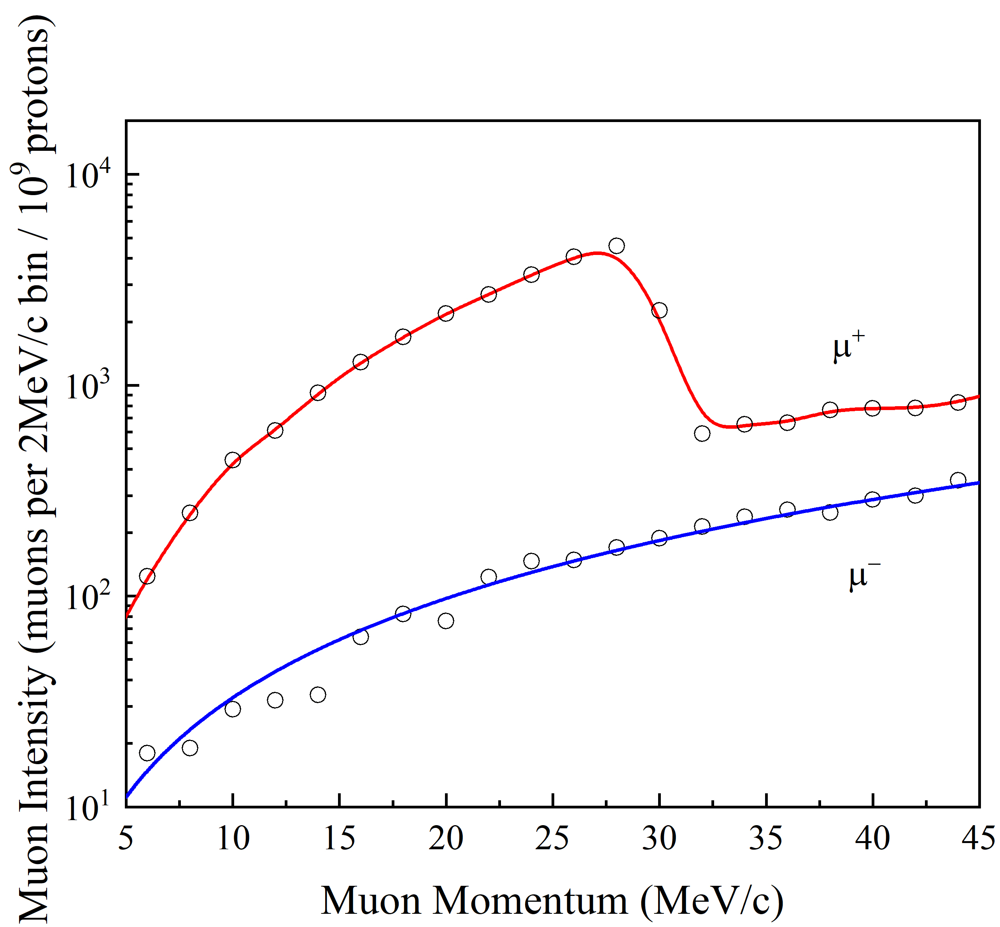 Muon Intensity (muons per 2MeV/c bin / 10⁹ protons)
10⁴
10³
10²
10¹
μ⁺
μ⁻
5 10 15 20 25 30 35 40 45
Muon Momentum (MeV/c)